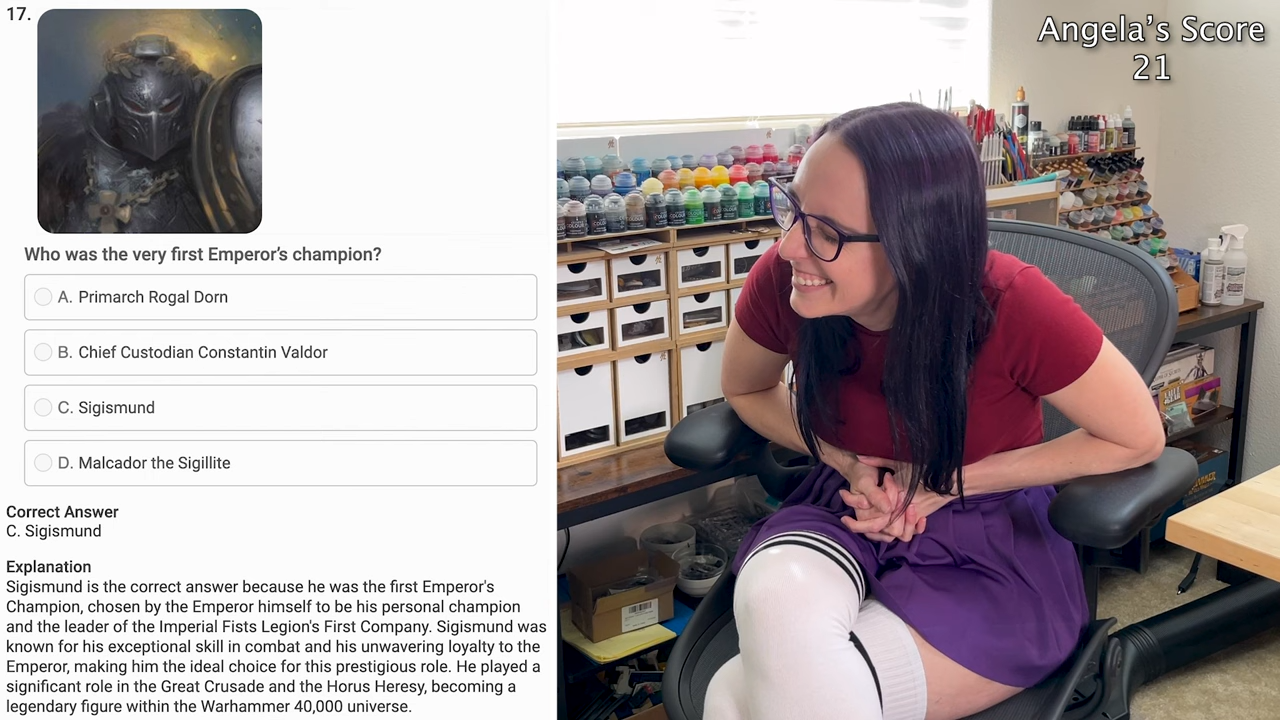 17.
Who was the very first Emperor's champion?
A. Primarch Rogal Dorn
B. Chief Custodian Constantin Valdor
C. Sigismund
D. Malcador the Sigillite
Correct Answer
C. Sigismund
Explanation
Sigismund is the correct answer because he was the first Emperor's
Champion, chosen by the Emperor himself to be his personal champion
and the leader of the Imperial Fists Legion's First Company. Sigismund was
known for his exceptional skill in combat and his unwavering loyalty to the
Emperor, making him the ideal choice for this prestigious role. He played a
significant role in the Great Crusade and the Horus Heresy, becoming a
legendary figure within the Warhammer 40,000 universe.
Angela's Score
21